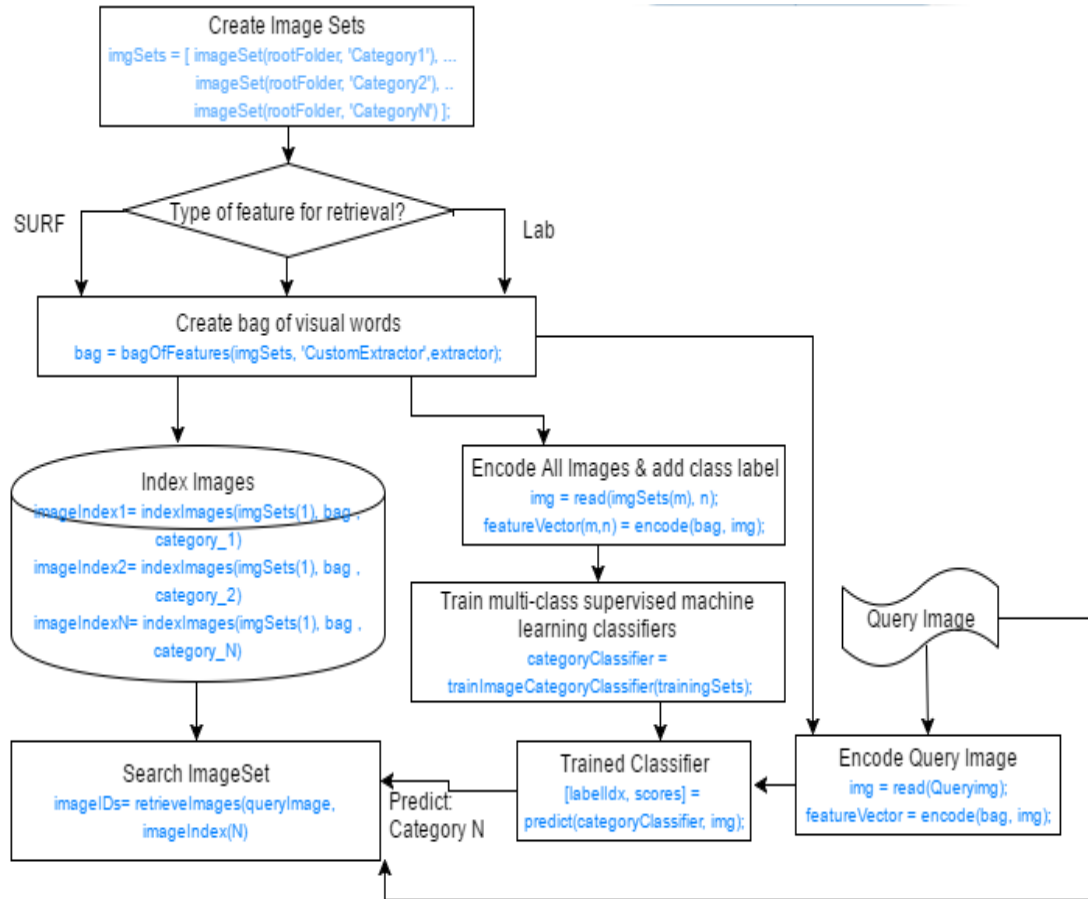 Create Image Sets
imgSets = [ imageSet(rootFolder, 'Category1'), ...
imageSet(rootFolder, 'Category2'), ..
imageSet(rootFolder, 'CategoryN') ];
Type of feature for retrieval?
SURF
Lab
Create bag of visual words
bag = bagOfFeatures(imgSets, 'CustomExtractor',extractor);
Index Images
imageIndex1= indexImages(imgSets(1), bag ,
category_1)
imageIndex2= indexImages(imgSets(1), bag ,
category_2)
imageIndexN= indexImages(imgSets(1), bag ,
category_N)
Encode All Images & add class label
img = read(imgSets(m), n);
featureVector(m,n) = encode(bag, img);
Train multi-class supervised machine
learning classifiers
categoryClassifier =
trainImageCategoryClassifier(trainingSets);
Query Image
Search ImageSet
imageIDs= retrieveImages(queryImage,
imageIndex(N)
Predict:
Category N
Trained Classifier
[labelIdx, scores] =
predict(categoryClassifier, img);
Encode Query Image
img = read(Queryimg);
featureVector = encode(bag, img);